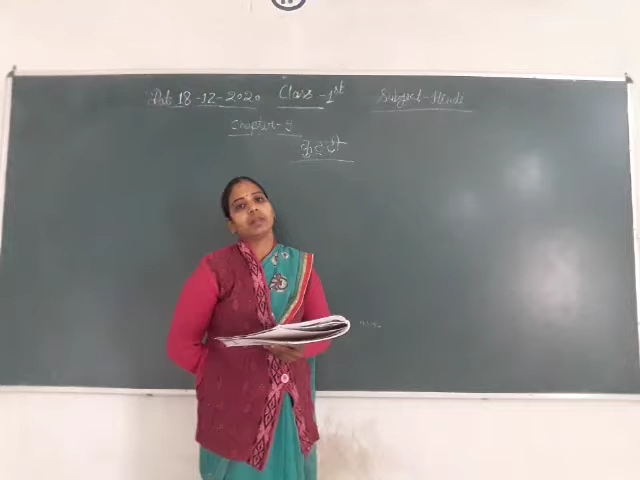 Date 18-12-2020 Class - 1st Subject - Hindi
Chapter - 9
छुट्टी